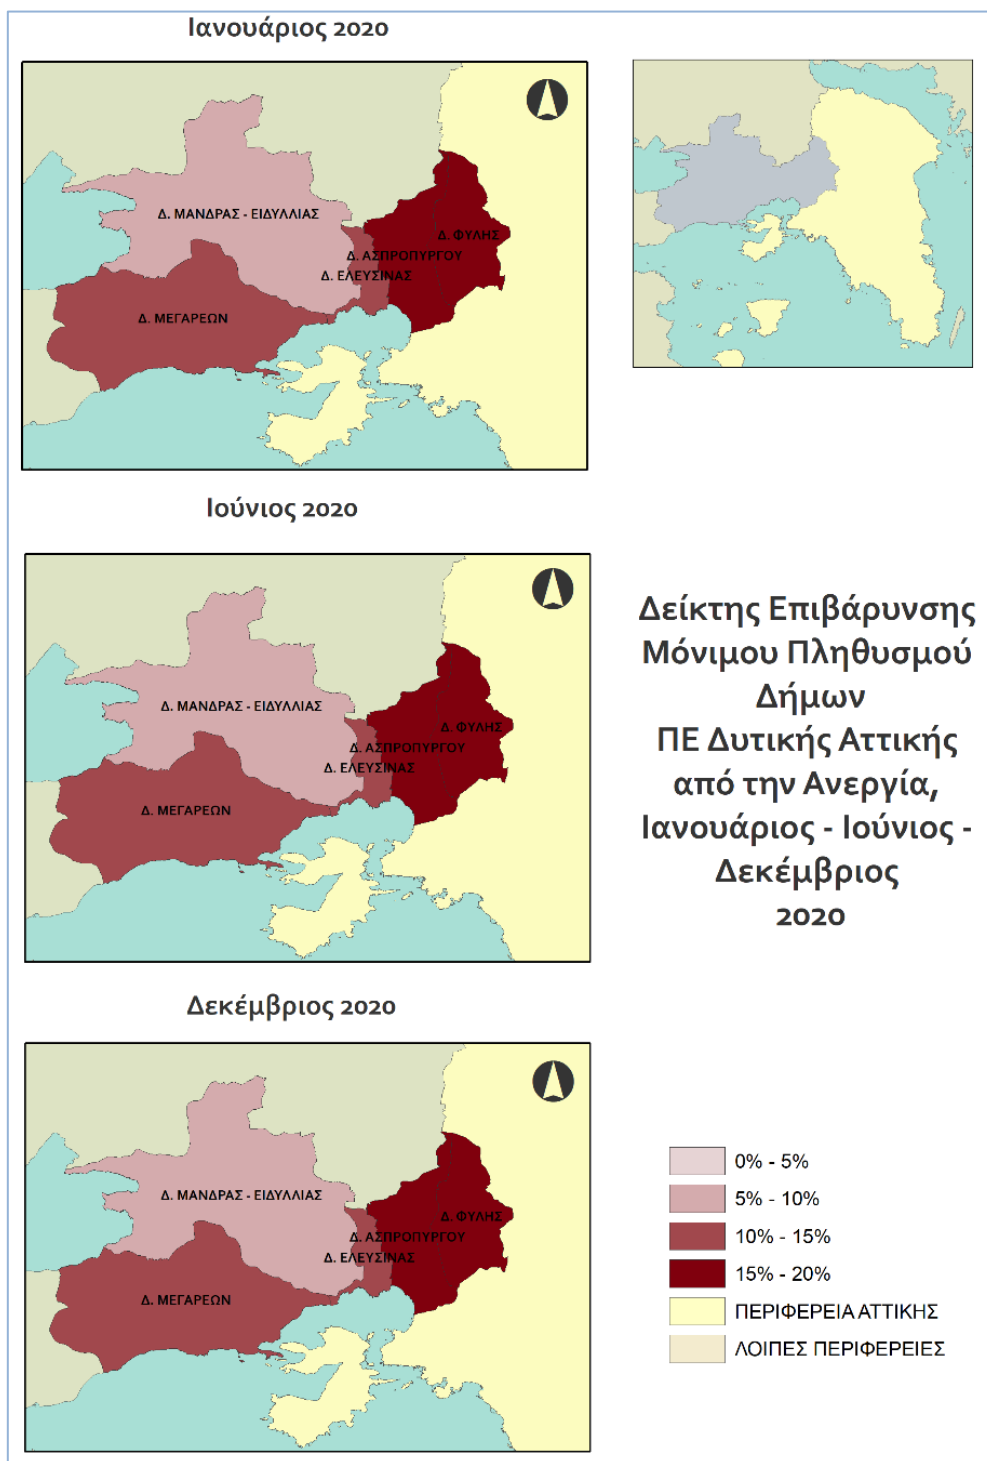 Ιανουάριος 2020
Δ. ΜΑΝΔΡΑΣ - ΕΙΔΥΛΛΙΑΣ
Δ. ΦΥΛΗΣ
Δ. ΑΣΠΡΟΠΥΡΓΟΥ
Δ. ΕΛΕΥΣΙΝΑΣ
Δ. ΜΕΓΑΡΕΩΝ
Ιούνιος 2020
Δ. ΜΑΝΔΡΑΣ - ΕΙΔΥΛΛΙΑΣ
Δ. ΦΥΛΗΣ
Δ. ΑΣΠΡΟΠΥΡΓΟΥ
Δ. ΕΛΕΥΣΙΝΑΣ
Δ. ΜΕΓΑΡΕΩΝ
Δείκτης Επιβάρυνσης
Μόνιμου Πληθυσμού
Δήμων
ΠΕ Δυτικής Αττικής
από την Ανεργία,
Ιανουάριος - Ιούνιος -
Δεκέμβριος
2020
Δεκέμβριος 2020
Δ. ΜΑΝΔΡΑΣ - ΕΙΔΥΛΛΙΑΣ
Δ. ΦΥΛΗΣ
Δ. ΑΣΠΡΟΠΥΡΓΟΥ
Δ. ΕΛΕΥΣΙΝΑΣ
Δ. ΜΕΓΑΡΕΩΝ
0% - 5%
5% - 10%
10% - 15%
15% - 20%
ΠΕΡΙΦΕΡΕΙΑ ΑΤΤΙΚΗΣ
ΛΟΙΠΕΣ ΠΕΡΙΦΕΡΕΙΕΣ